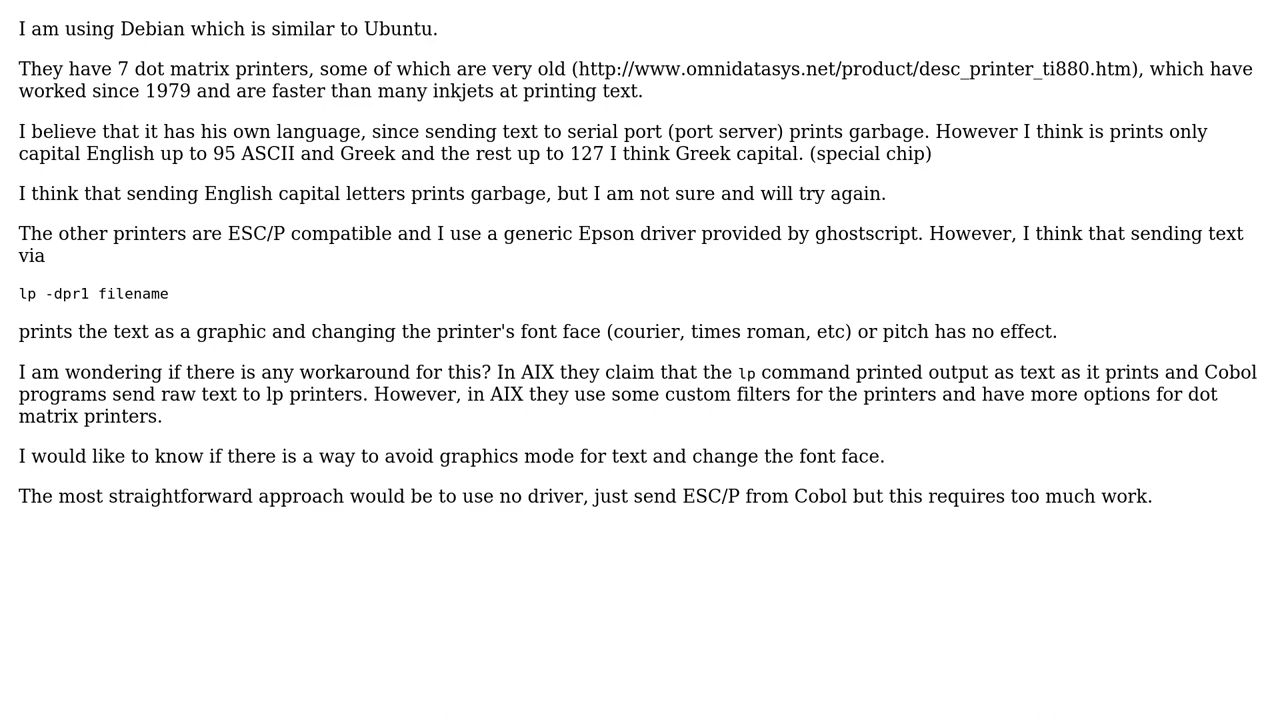 I am using Debian which is similar to Ubuntu.
They have 7 dot matrix printers, some of which are very old (http://www.omnidatasys.net/product/desc_printer_ti880.htm), which have
worked since 1979 and are faster than many inkjets at printing text.
I believe that it has his own language, since sending text to serial port (port server) prints garbage. However I think is prints only
capital English up to 95 ASCII and Greek and the rest up to 127 I think Greek capital. (special chip)
I think that sending English capital letters prints garbage, but I am not sure and will try again.
The other printers are ESC/P compatible and I use a generic Epson driver provided by ghostscript. However, I think that sending text
via
lp -dpr1 filename
prints the text as a graphic and changing the printer's font face (courier, times roman, etc) or pitch has no effect.
I am wondering if there is any workaround for this? In AIX they claim that the lp command printed output as text as it prints and Cobol
programs send raw text to lp printers. However, in AIX they use some custom filters for the printers and have more options for dot
matrix printers.
I would like to know if there is a way to avoid graphics mode for text and change the font face.
The most straightforward approach would be to use no driver, just send ESC/P from Cobol but this requires too much work.